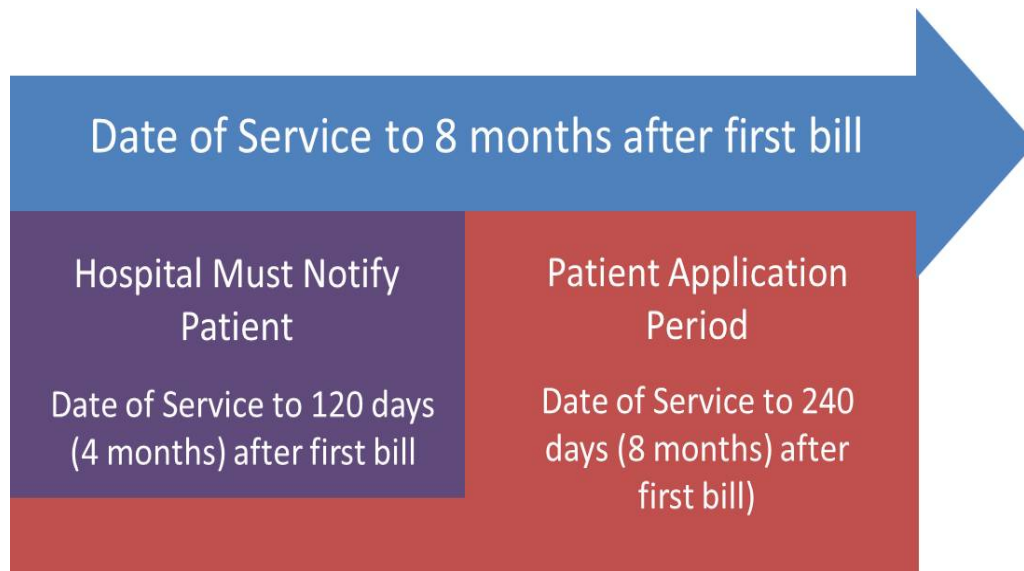 Date of Service to 8 months after first bill
Hospital Must Notify
Patient
Date of Service to 120 days
(4 months) after first bill
Patient Application
Period
Date of Service to 240
days (8 months) after
first bill)